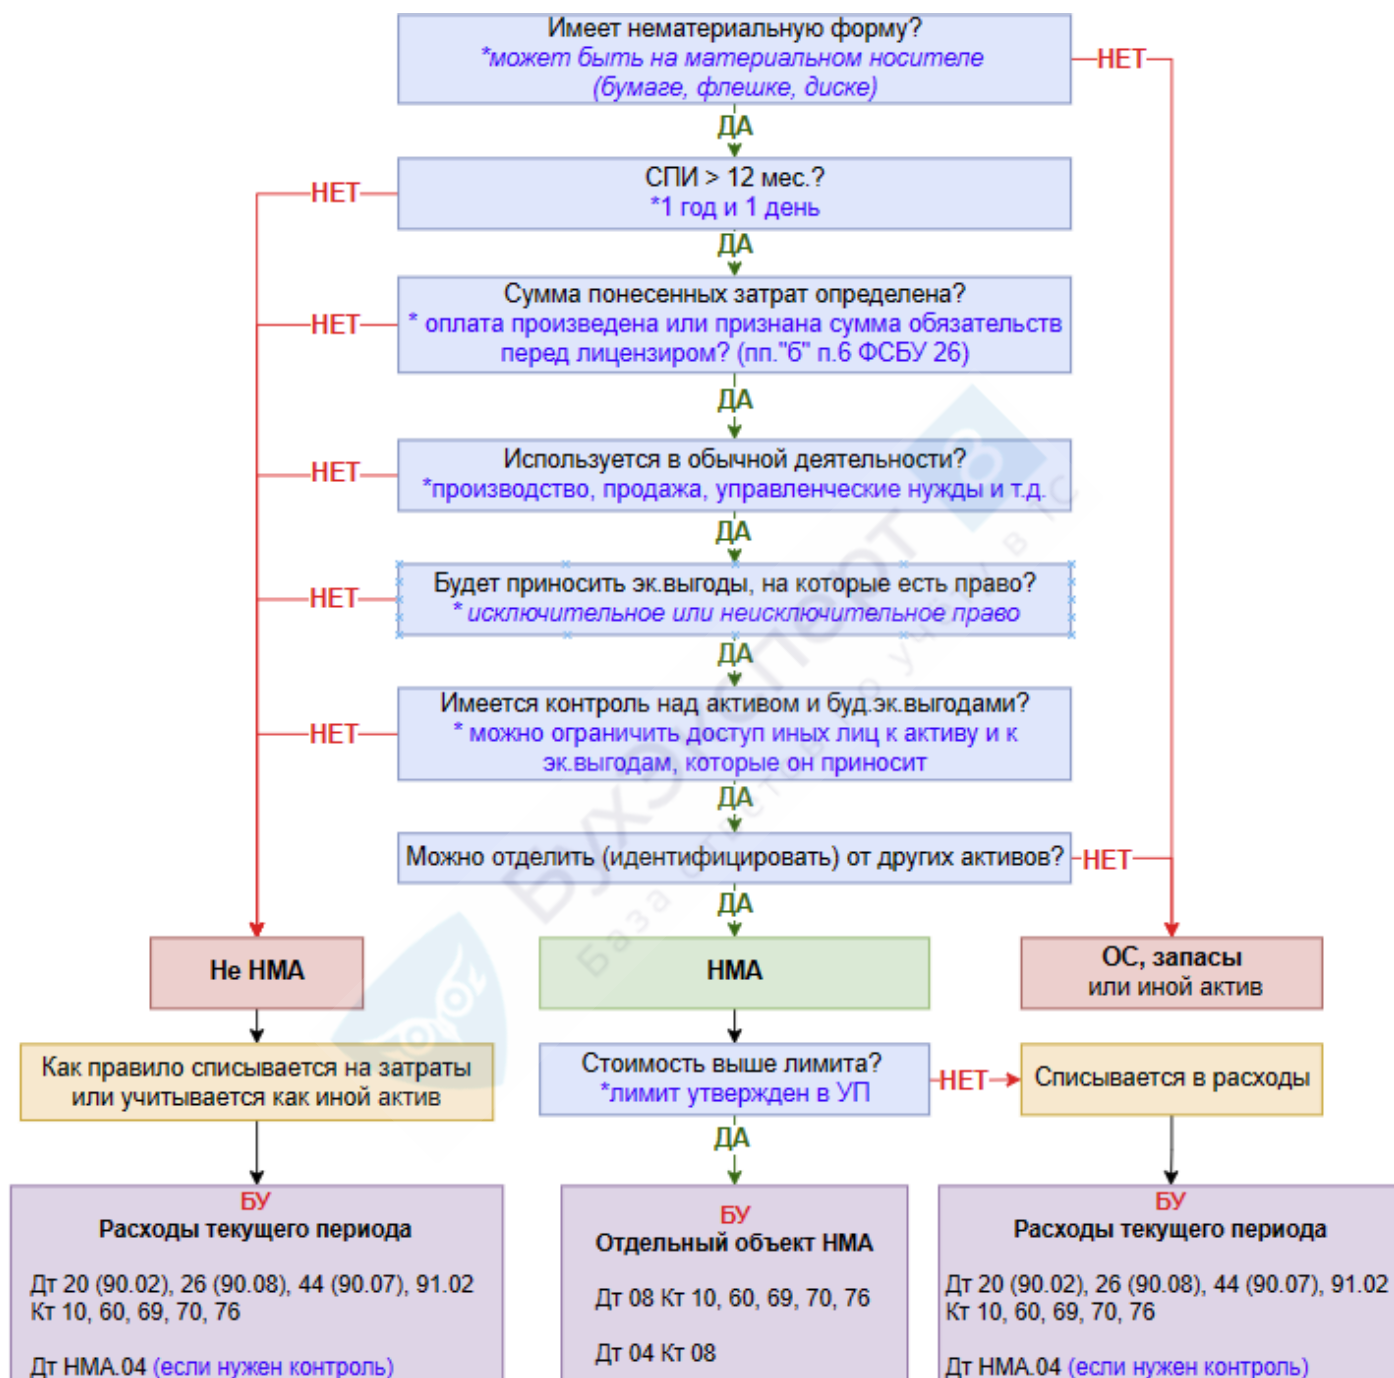 Имеет нематериальную форму?
*может быть на материальном носителе
(бумаге, флешке, диске)
НЕТ
ДА
СПИ > 12 мес.?
*1 год и 1 день
НЕТ
ДА
Сумма понесенных затрат определена?
* оплата произведена или признана сумма обязательств
перед лицензиром? (пп."б" п.6 ФСБУ 26)
НЕТ
ДА
Используется в обычной деятельности?
*производство, продажа, управленческие нужды и т.д.
НЕТ
ДА
Будет приносить эк.выгоды, на которые есть право?
* исключительное или неисключительное право
НЕТ
ДА
Имеется контроль над активом и буд.эк.выгодами?
* можно ограничить доступ иных лиц к активу и к
эк.выгодам, которые он приносит
НЕТ
ДА
Можно отделить (идентифицировать) от других активов?
НЕТ
ДА
Не НМА
НМА
ОС, запасы
или иной актив
Как правило списывается на затраты
или учитывается как иной актив
Стоимость выше лимита?
*лимит утвержден в УП
НЕТ
Списывается в расходы
ДА
БУ
Расходы текущего периода
Дт 20 (90.02), 26 (90.08), 44 (90.07), 91.02
Кт 10, 60, 69, 70, 76
Дт НМА.04 (если нужен контроль)
БУ
Отдельный объект НМА
Дт 08 Кт 10, 60, 69, 70, 76
Дт 04 Кт 08
БУ
Расходы текущего периода
Дт 20 (90.02), 26 (90.08), 44 (90.07), 91.02
Кт 10, 60, 69, 70, 76
Дт НМА.04 (если нужен контроль)
БухЭксперт 8
База ответов по учету в 1С